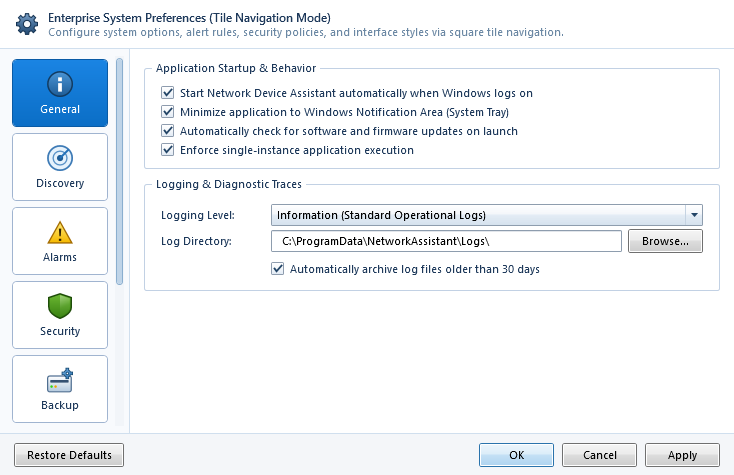 Enterprise System Preferences (Tile Navigation Mode)
Configure system options, alert rules, security policies, and interface styles via square tile navigation.
General
Discovery
Alarms
Security
Backup
Application Startup & Behavior
Start Network Device Assistant automatically when Windows logs on
Minimize application to Windows Notification Area (System Tray)
Automatically check for software and firmware updates on launch
Enforce single-instance application execution
Logging & Diagnostic Traces
Logging Level: Information (Standard Operational Logs)
Log Directory: C:\ProgramData\NetworkAssistant\Logs\ Browse...
Automatically archive log files older than 30 days
Restore Defaults OK Cancel Apply